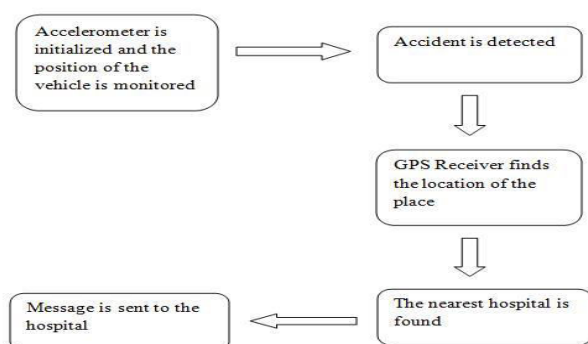 Accelerometer is
initialized and the
position of the
vehicle is monitored
Accident is detected
GPS Receiver finds
the location of the
place
The nearest hospital is
found
Message is sent to the
hospital